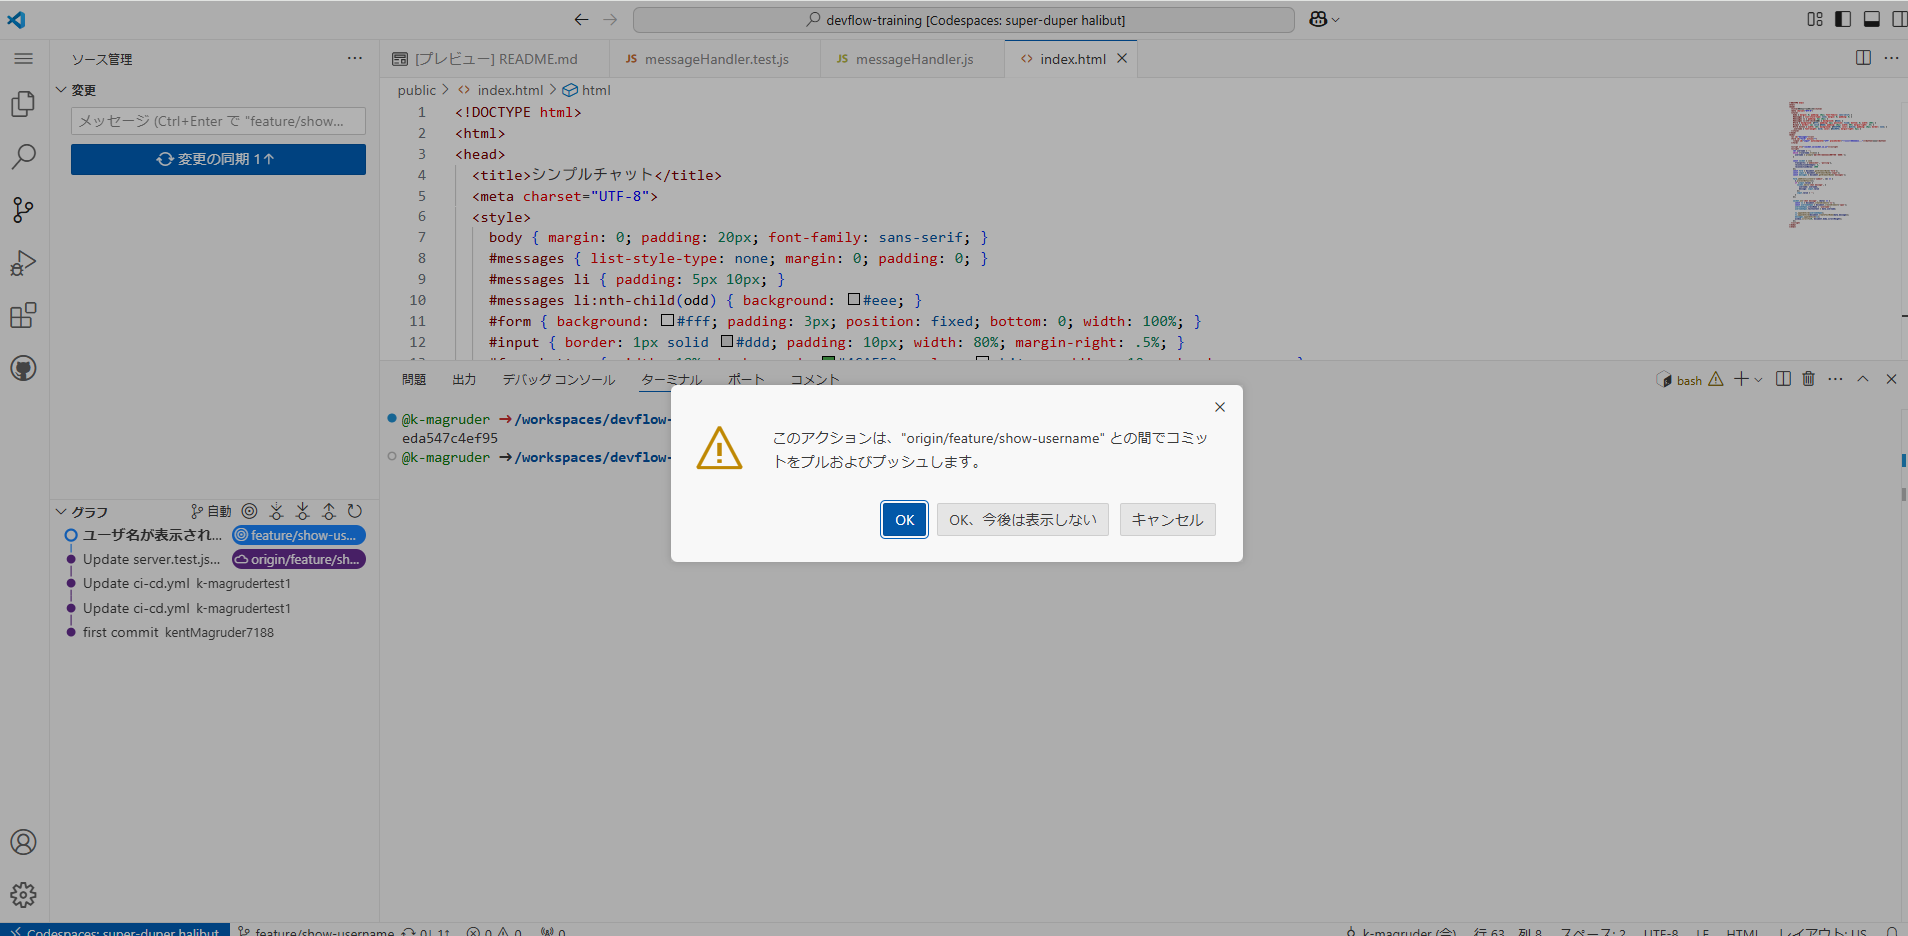 devflow-training [Codespaces: super-duper halibut]
ソース管理
変更
メッセージ (Ctrl+Enter で "feature/show...
変更の同期 1↑
[プレビュー] README.md
JS messageHandler.test.js
JS messageHandler.js
<> index.html
public > <> index.html > html
1 <!DOCTYPE html>
2 <html>
3 <head>
4 <title>シンプルチャット</title>
5 <meta charset="UTF-8">
6 <style>
7 body { margin: 0; padding: 20px; font-family: sans-serif; }
8 #messages { list-style-type: none; margin: 0; padding: 0; }
9 #messages li { padding: 5px 10px; }
10 #messages li:nth-child(odd) { background: #eee; }
11 #form { background: #fff; padding: 3px; position: fixed; bottom: 0; width: 100%; }
12 #input { border: 1px solid #ddd; padding: 10px; width: 80%; margin-right: .5%; }
問題 出力 デバッグ コンソール ターミナル ポート コメント
bash
@k-magruder →/workspaces/devflow-
eda547c4ef95
@k-magruder →/workspaces/devflow-
このアクションは、"origin/feature/show-username" との間でコミッ
トをプルおよびプッシュします。
OK
OK、今後は表示しない
キャンセル
グラフ
自動
ユーザ名が表示され... feature/show-us...
Update server.test.js... origin/feature/sh...
Update ci-cd.yml k-magrudertest1
Update ci-cd.yml k-magrudertest1
first commit kentMagruder7188
Codespaces: super-duper halibut
feature/show-username 0↓ 1↑
0 0
0
k-magruder (今)
行 63、列 8
スペース: 2
UTF-8
LF
HTML
レイアウト: US